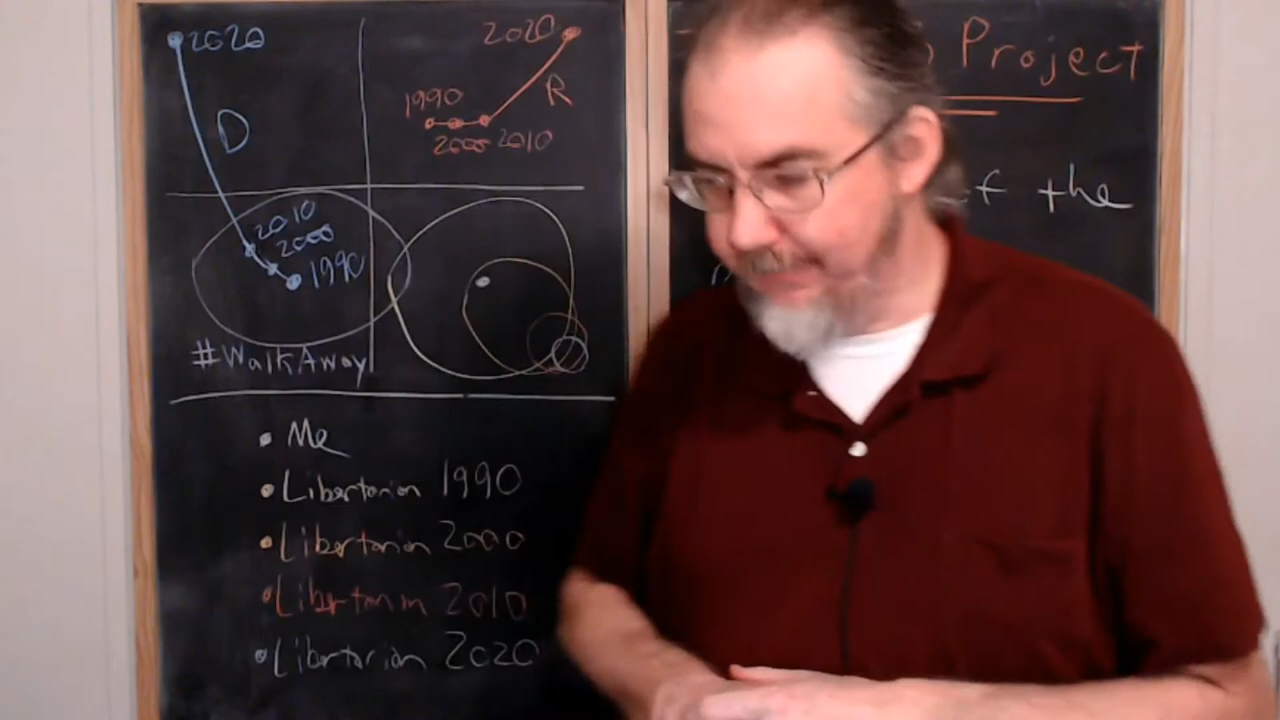 2020
D
2010
2000
1990
#WalkAway
2020
R
1990
2000 2010
• Me
• Libertarian 1990
• Libertarian 2000
• Libertarian 2010
• Libertarian 2020
Project
of the